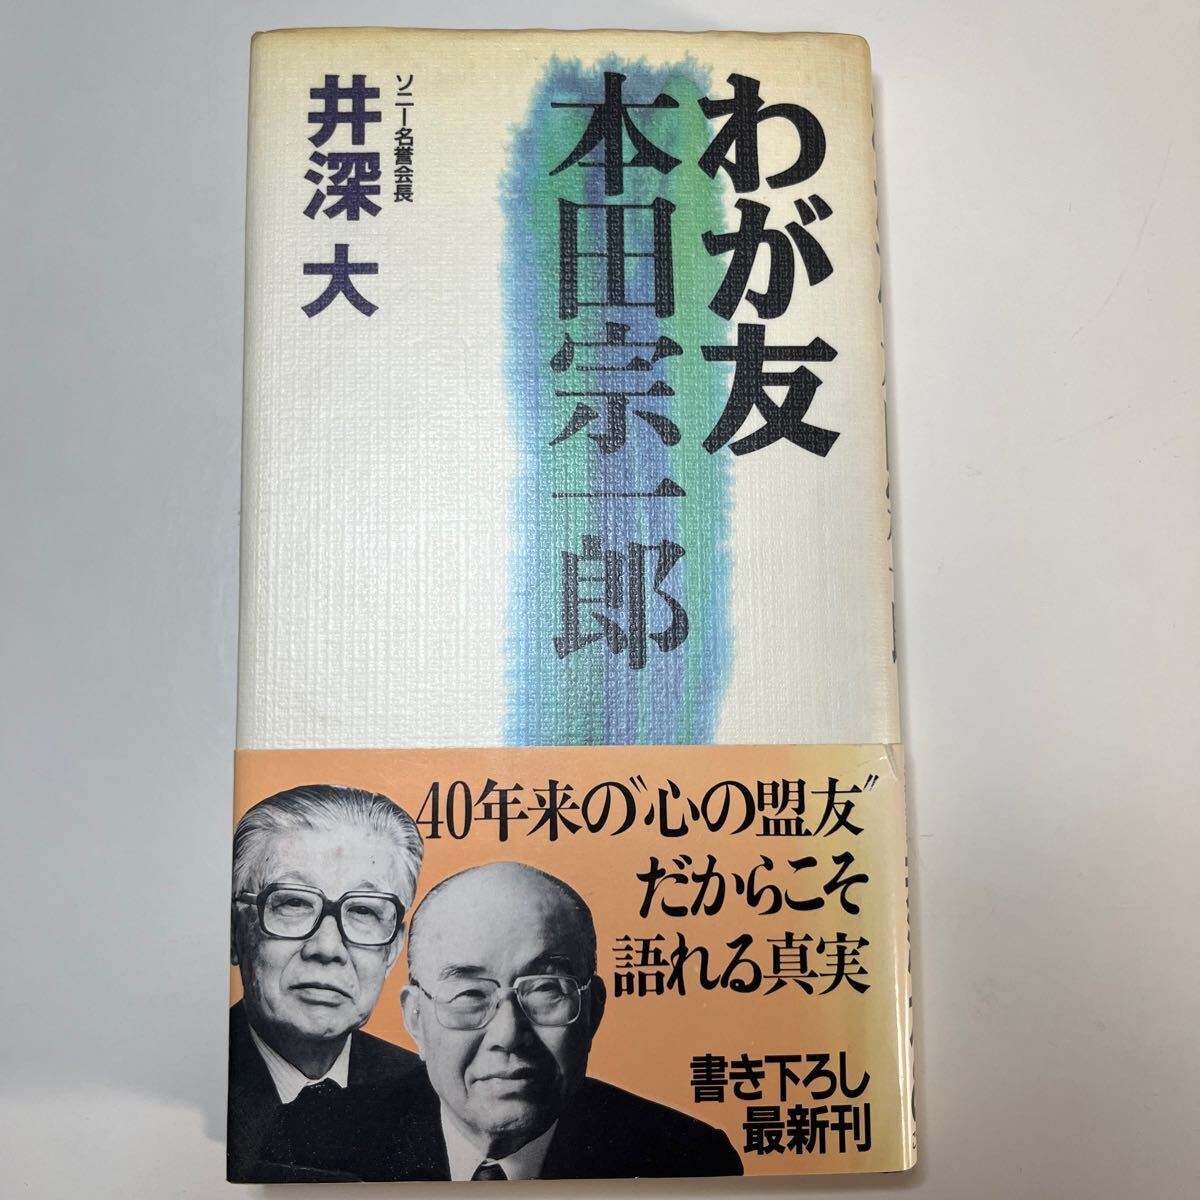 わが友
本田宗一郎
ソニー名誉会長
井深 大
40年来の〝心の盟友〟
だからこそ
語れる真実
書き下ろし
最新刊